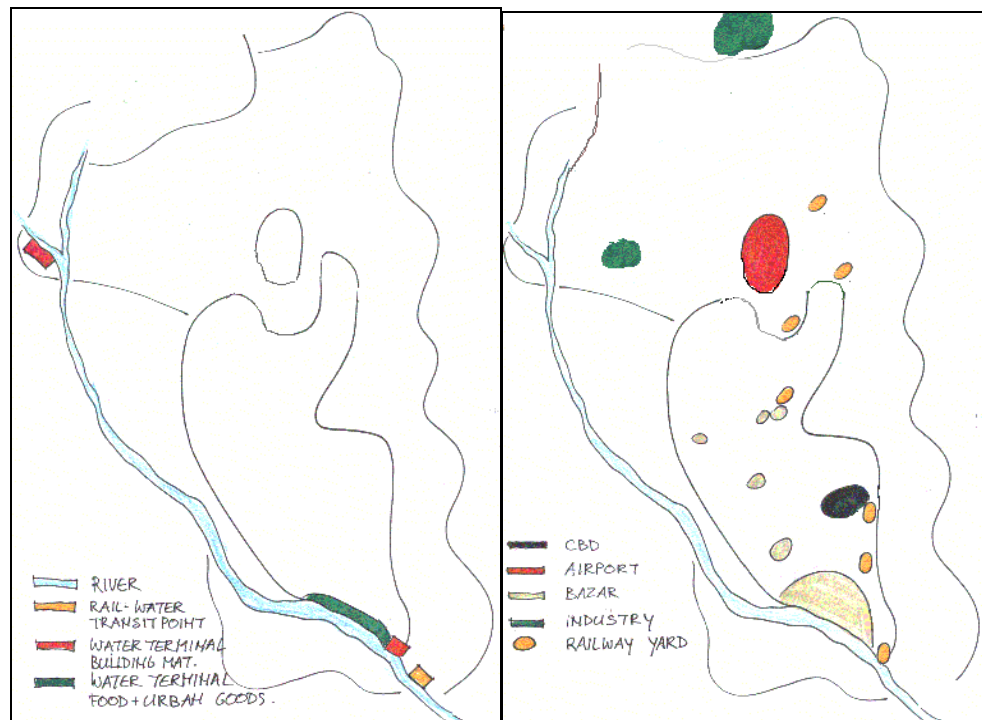 RIVER
RAIL-WATER
TRANSIT POINT
WATER TERMINAL
BUILDING MAT.
WATER TERMINAL
FOOD + URBAN GOODS.
CBD
AIRPORT
BAZAR
INDUSTRY
RAILWAY YARD